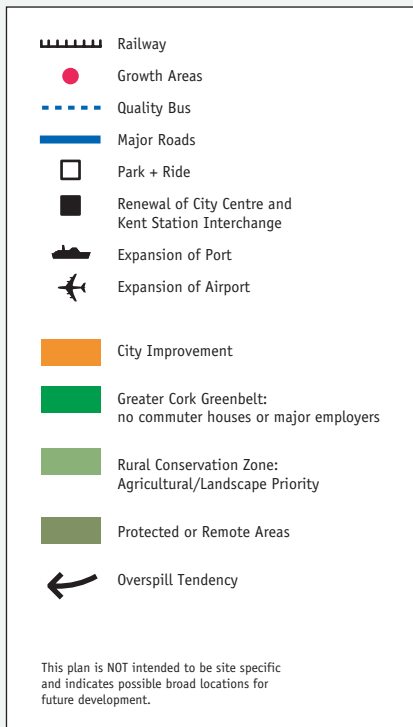 Railway
Growth Areas
Quality Bus
Major Roads
Park + Ride
Renewal of City Centre and
Kent Station Interchange
Expansion of Port
Expansion of Airport
City Improvement
Greater Cork Greenbelt:
no commuter houses or major employers
Rural Conservation Zone:
Agricultural/Landscape Priority
Protected or Remote Areas
Overspill Tendency
This plan is NOT intended to be site specific
and indicates possible broad locations for
future development.